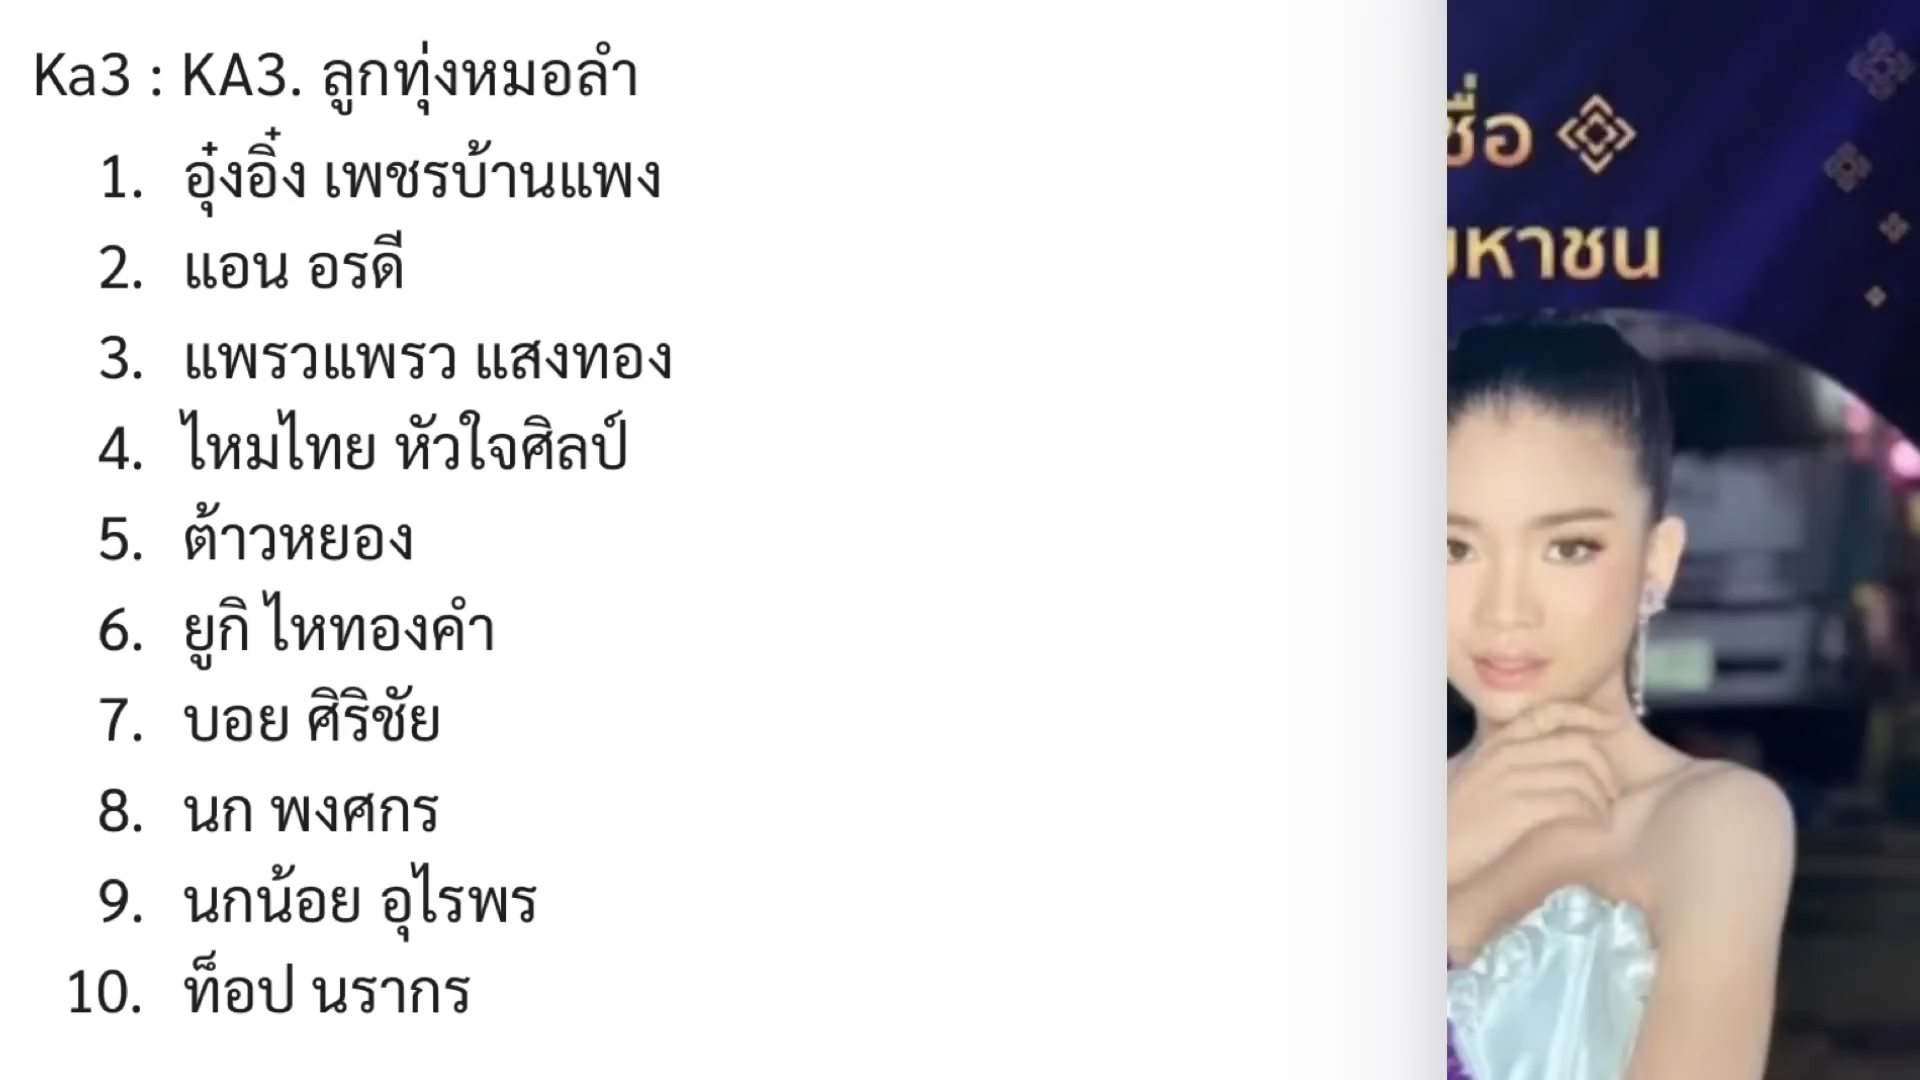 Ka3 : KA3. ลูกทุ่งหมอลำ
1. อุ๋งอิ๋ง เพชรบ้านแพง
2. แอน อรดี
3. แพรวแพรว แสงทอง
4. ไหมไทย หัวใจศิลป์
5. ต้าวหยอง
6. ยูกิ ไหทองคำ
7. บอย ศิริชัย
8. นก พงศกร
9. นกน้อย อุไรพร
10. ท็อป นรากร
ชื่อ
มหาชน